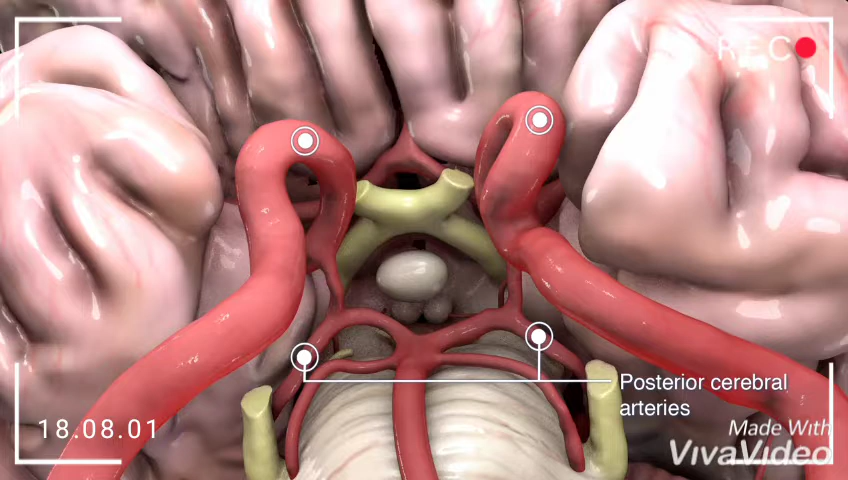 REC
Posterior cerebral
arteries
18.08.01
Made With
VivaVideo